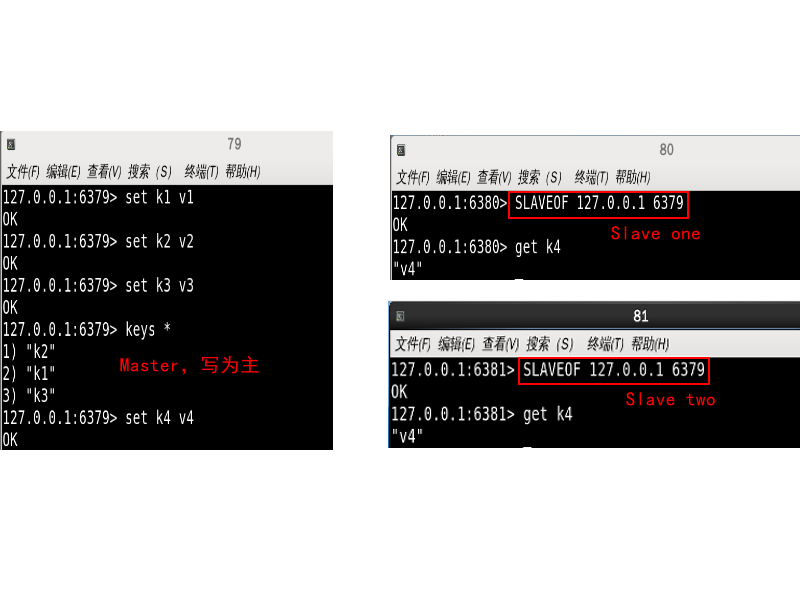 79
文件(F) 编辑(E) 查看(V) 搜索 (S) 终端(T) 帮助(H)
127.0.0.1:6379> set k1 v1
OK
127.0.0.1:6379> set k2 v2
OK
127.0.0.1:6379> set k3 v3
OK
127.0.0.1:6379> keys *
1) "k2"
2) "k1"
3) "k3"
Master, 写为主
127.0.0.1:6379> set k4 v4
OK
80
文件(F) 编辑(E) 查看(V) 搜索 (S) 终端(T) 帮助(H)
127.0.0.1:6380> SLAVEOF 127.0.0.1 6379
OK
Slave one
127.0.0.1:6380> get k4
"v4"
81
文件(F) 编辑(E) 查看(V) 搜索 (S) 终端(T) 帮助(H)
127.0.0.1:6381> SLAVEOF 127.0.0.1 6379
OK
Slave two
127.0.0.1:6381> get k4
"v4"